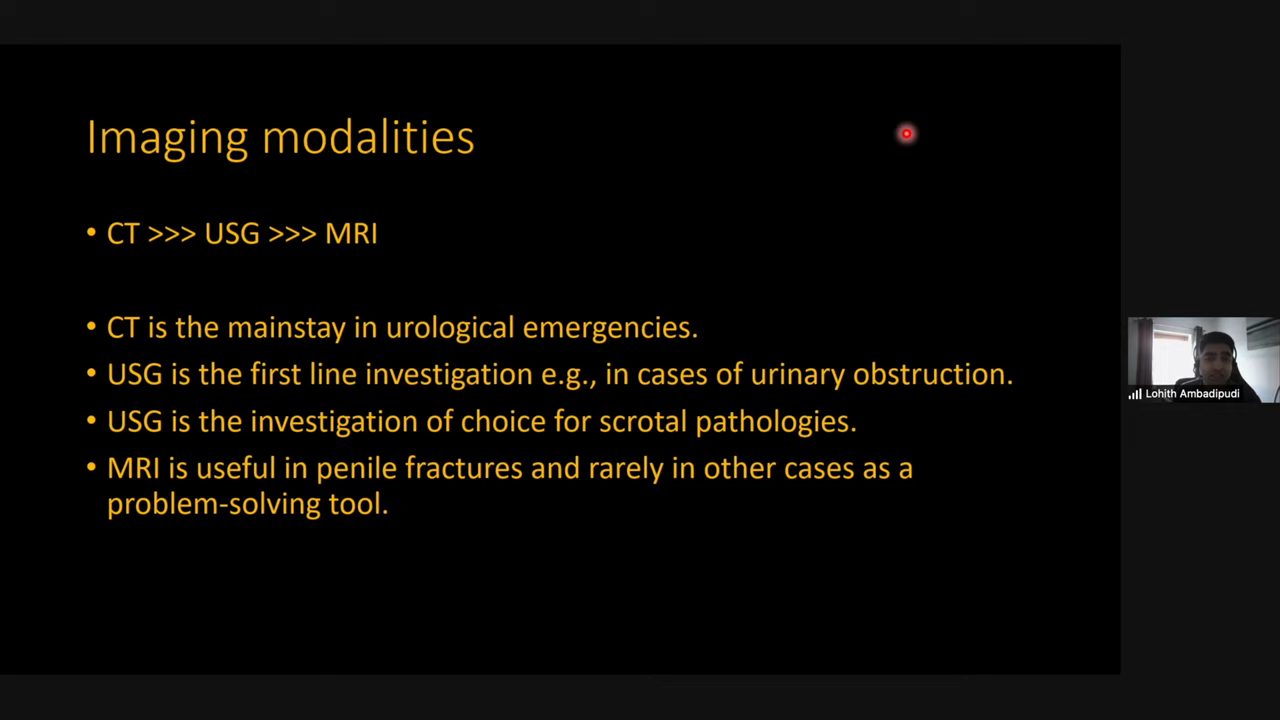 Imaging modalities
• CT >>> USG >>> MRI
• CT is the mainstay in urological emergencies.
• USG is the first line investigation e.g., in cases of urinary obstruction.
• USG is the investigation of choice for scrotal pathologies.
• MRI is useful in penile fractures and rarely in other cases as a
problem-solving tool.
Lohith Ambadipudi